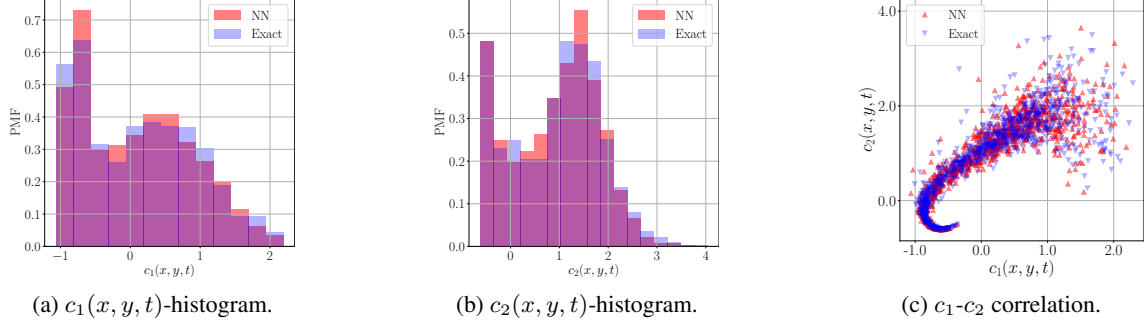 0.7
0.6
0.5
0.4
0.3
0.2
0.1
0.0
PMF
NN
Exact
−1 0 1 2
c₁(x, y, t)
(a) c₁(x, y, t)-histogram.
0.5
0.4
0.3
0.2
0.1
0.0
PMF
NN
Exact
0 1 2 3 4
c₂(x, y, t)
(b) c₂(x, y, t)-histogram.
4.0
2.0
0.0
c₂(x, y, t)
NN
Exact
−1.0 0.0 1.0 2.0
c₁(x, y, t)
(c) c₁-c₂ correlation.